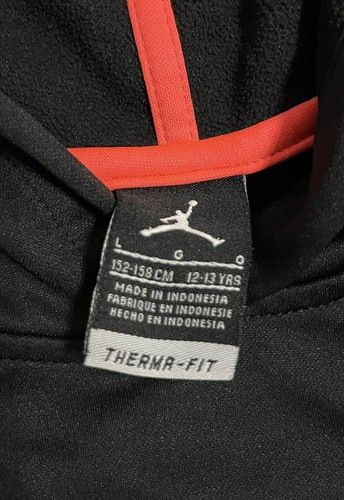 L G G
152-158 CM 12-13 YRS
MADE IN INDONESIA
FABRIQUE EN INDONESIE
HECHO EN INDONESIA
THERMA-FIT